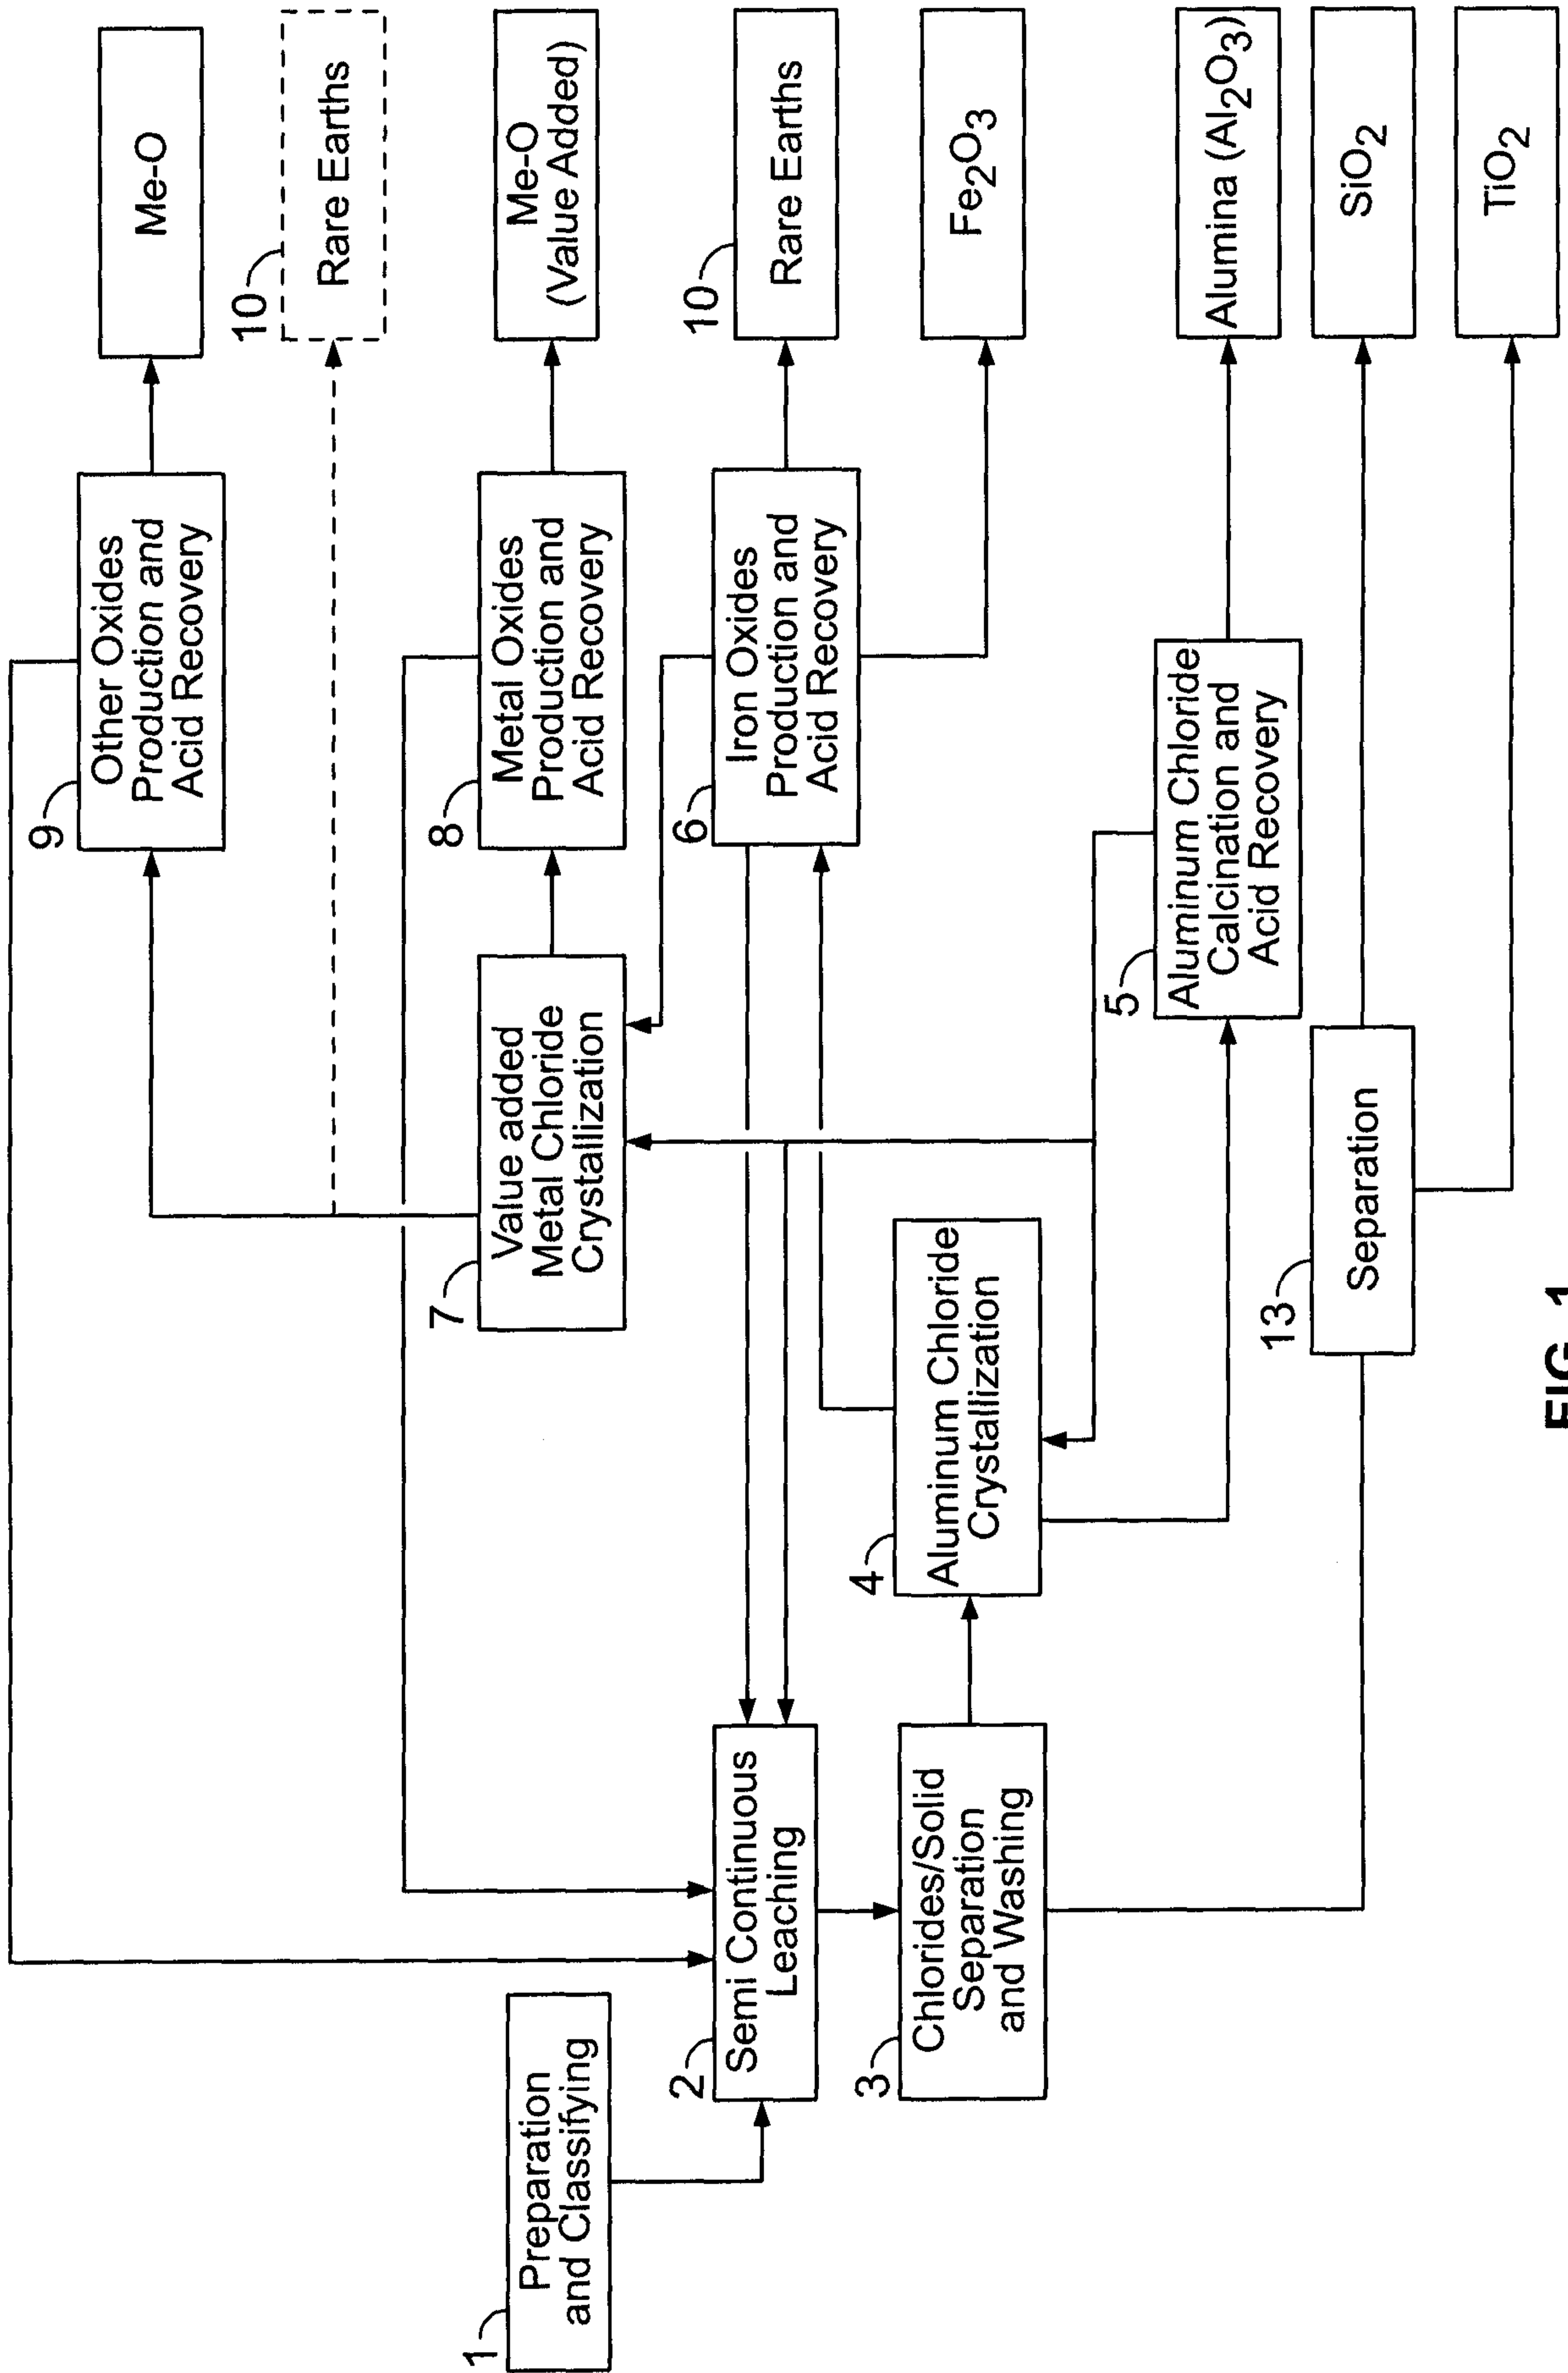 1
Preparation
and Classifying
2
Semi Continuous
Leaching
3
Chlorides/Solid
Separation
and Washing
4
Aluminum Chloride
Crystallization
5
Aluminum Chloride
Calcination and
Acid Recovery
6
Iron Oxides
Production and
Acid Recovery
7
Value added
Metal Chloride
Crystallization
8
Metal Oxides
Production and
Acid Recovery
9
Other Oxides
Production and
Acid Recovery
13
Separation
Me-O
10
Rare Earths
Me-O
(Value Added)
10
Rare Earths
Fe2O3
Alumina (Al2O3)
SiO2
TiO2
FIG. 1